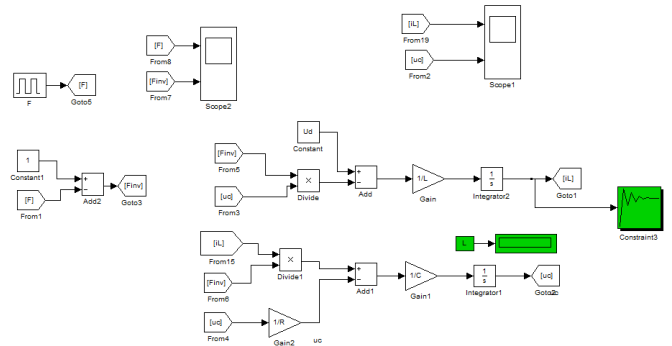 [iL]
From19
[uc]
From2
Scope1
[F]
From8
[Finv]
From7
Scope2
F
[F]
Goto5
1
Constant1
[F]
From1
+
−
Add2
[Finv]
Goto3
Ud
Constant
[Finv]
From5
[uc]
From3
×
Divide
+
−
Add
1/L
Gain
1
s
Integrator2
[iL]
Goto1
Constraint3
L
[iL]
From15
[Finv]
From6
×
Divide1
+
−
Add1
1/C
Gain1
1
s
Integrator1
[uc]
[uc]
From4
1/R
Gain2
uc